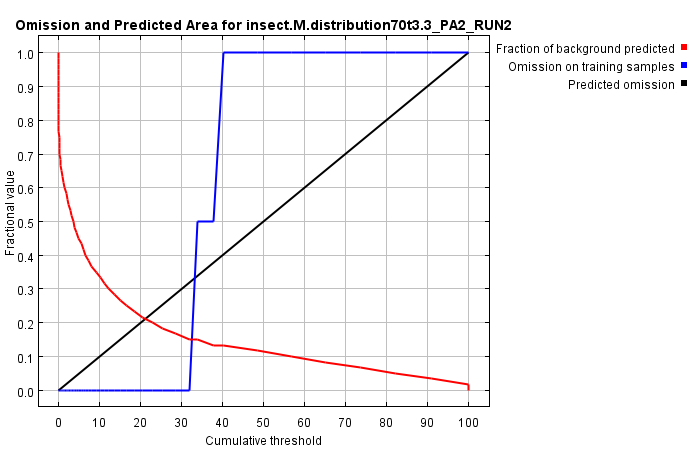 Omission and Predicted Area for insect.M.distribution70t3.3_PA2_RUN2
Fraction of background predicted
Omission on training samples
Predicted omission
Fractional value
1.0
0.9
0.8
0.7
0.6
0.5
0.4
0.3
0.2
0.1
0.0
0 10 20 30 40 50 60 70 80 90 100
Cumulative threshold